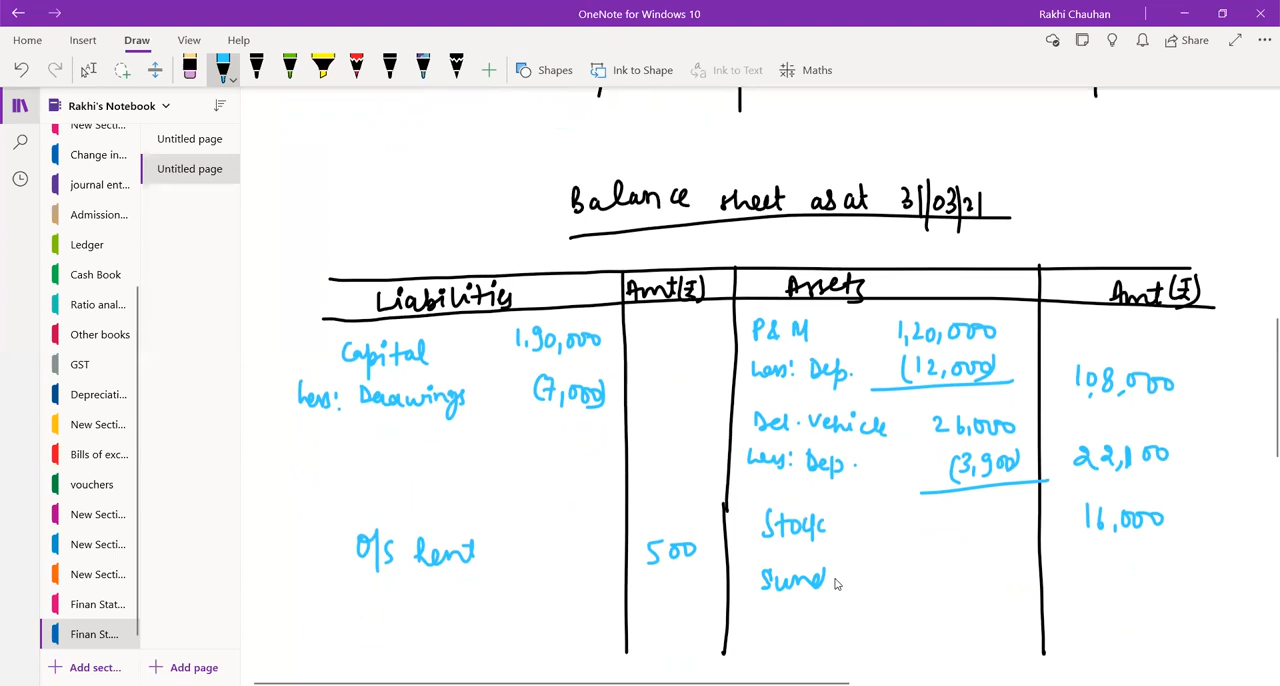 OneNote for Windows 10
Rakhi Chauhan
Home Insert Draw View Help
Share
Shapes Ink to Shape Ink to Text Maths
Rakhi's Notebook
New Secti...
Change in...
journal ent...
Admission...
Ledger
Cash Book
Ratio anal...
Other books
GST
Depreciati...
New Secti...
Bills of exc...
vouchers
New Secti...
New Secti...
New Secti...
Finan Stat...
Finan St....
Add sect...
Untitled page
Untitled page
Add page
Balance sheet as at 31/03/21
Liabilities Amt(₹) Assets Amt(₹)
Capital 1,90,000
Less: Drawings (7,000)
O/S Rent 500
P & M 1,20,000
Less: Dep. (12,000) 108,000
Del. Vehicle 26,000
Less: Dep. (3,900) 22,100
Stock 16,000
Sund